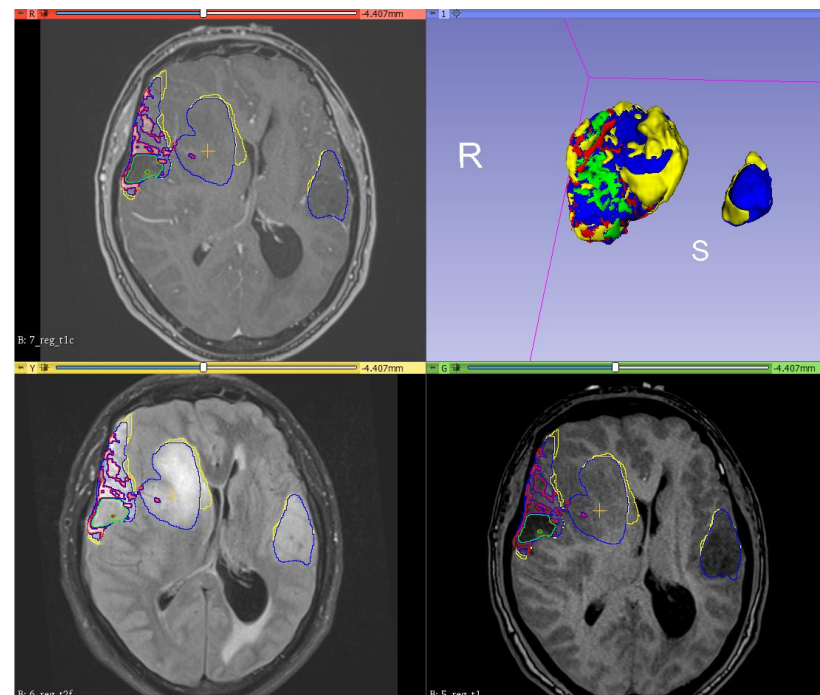 R -4.407mm
1
R
S
B: 7_reg_t1c
Y -4.407mm
G -4.407mm
B: 6_reg_t2f
B: 5_reg_t1